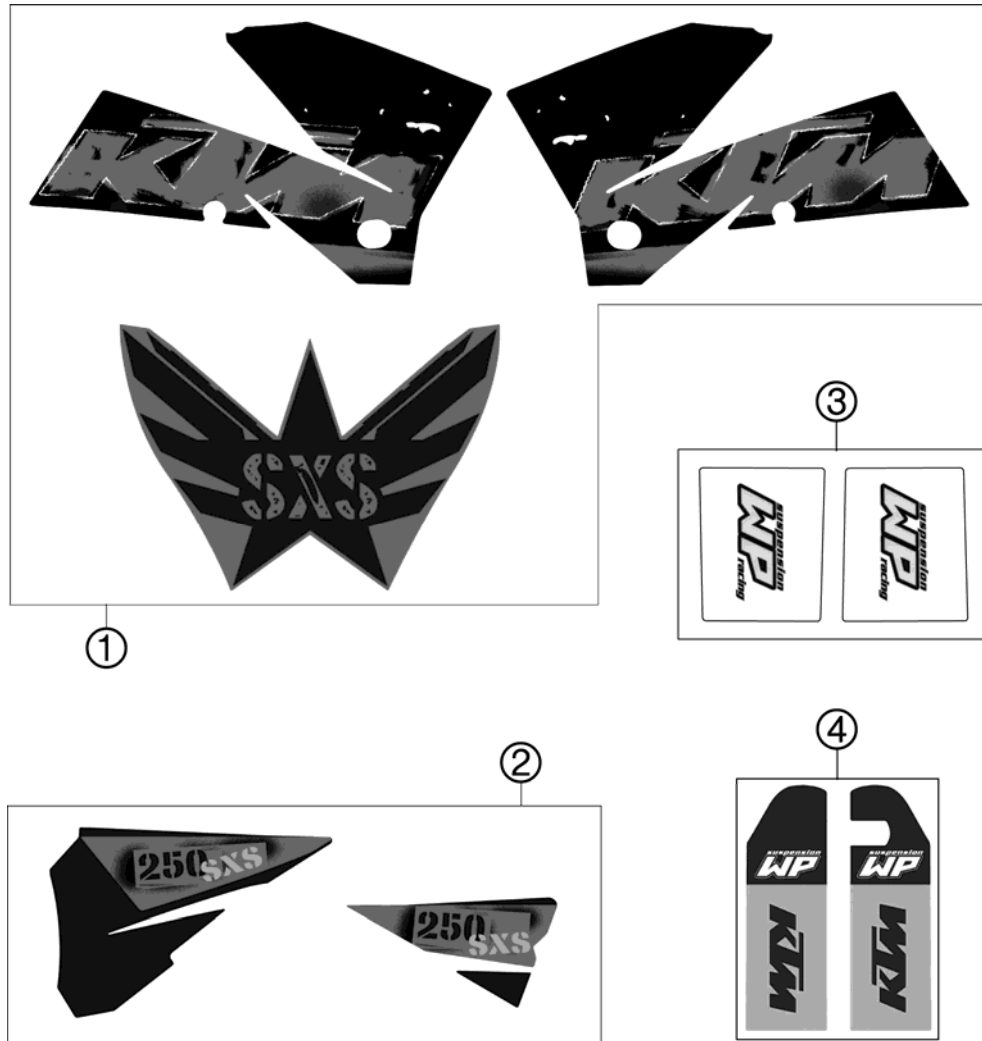 KTM
KTM
SXS
1
3
suspension
WP
racing
suspension
WP
racing
2
250
SXS
250
SXS
4
suspension
WP
KTM
suspension
WP
KTM